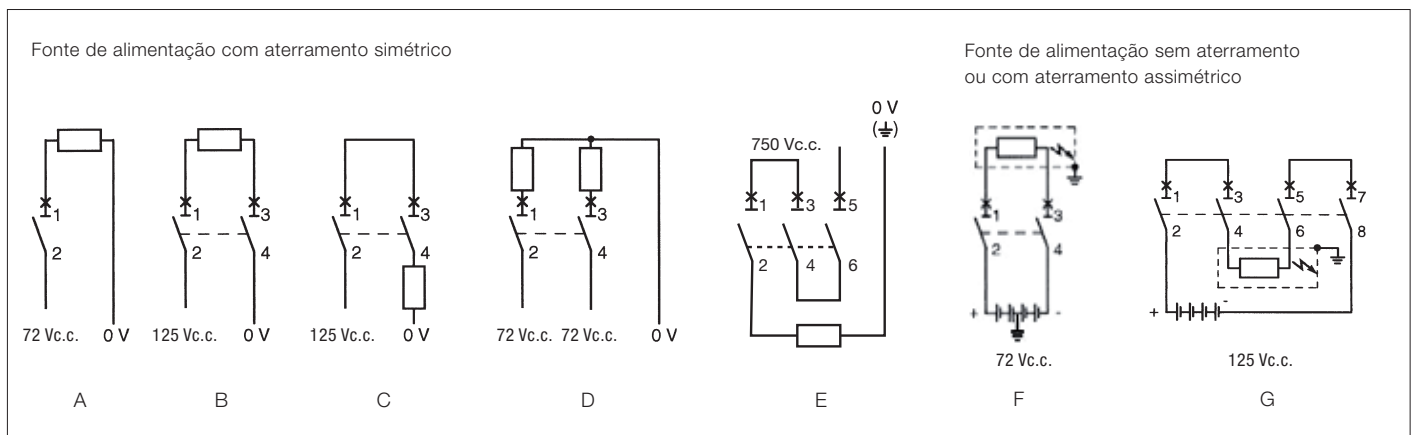 Fonte de alimentação com aterramento simétrico
Fonte de alimentação sem aterramento
ou com aterramento assimétrico
1
2
72 Vc.c. 0 V
A
1 3
2 4
125 Vc.c. 0 V
B
1 3
2 4
125 Vc.c. 0 V
C
1 3
2 4
72 Vc.c. 72 Vc.c. 0 V
D
0 V
(⏚)
750 Vc.c.
1 3 5
2 4 6
E
1 3
2 4
+ -
72 Vc.c.
F
1 3 5 7
2 4 6 8
+ -
125 Vc.c.
G